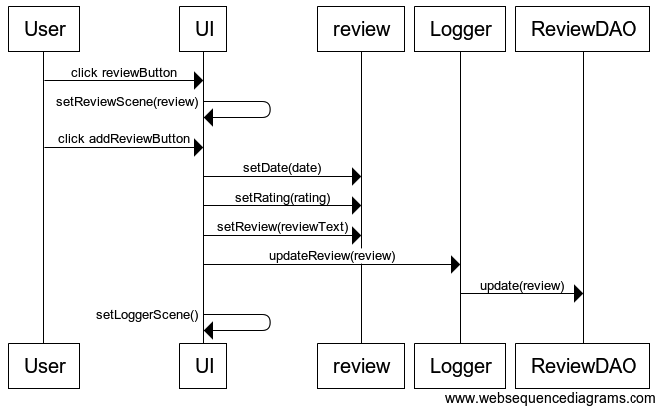 User UI review Logger ReviewDAO
click reviewButton
setReviewScene(review)
click addReviewButton
setDate(date)
setRating(rating)
setReview(reviewText)
updateReview(review)
update(review)
setLoggerScene()
User UI review Logger ReviewDAO
www.websequencediagrams.com